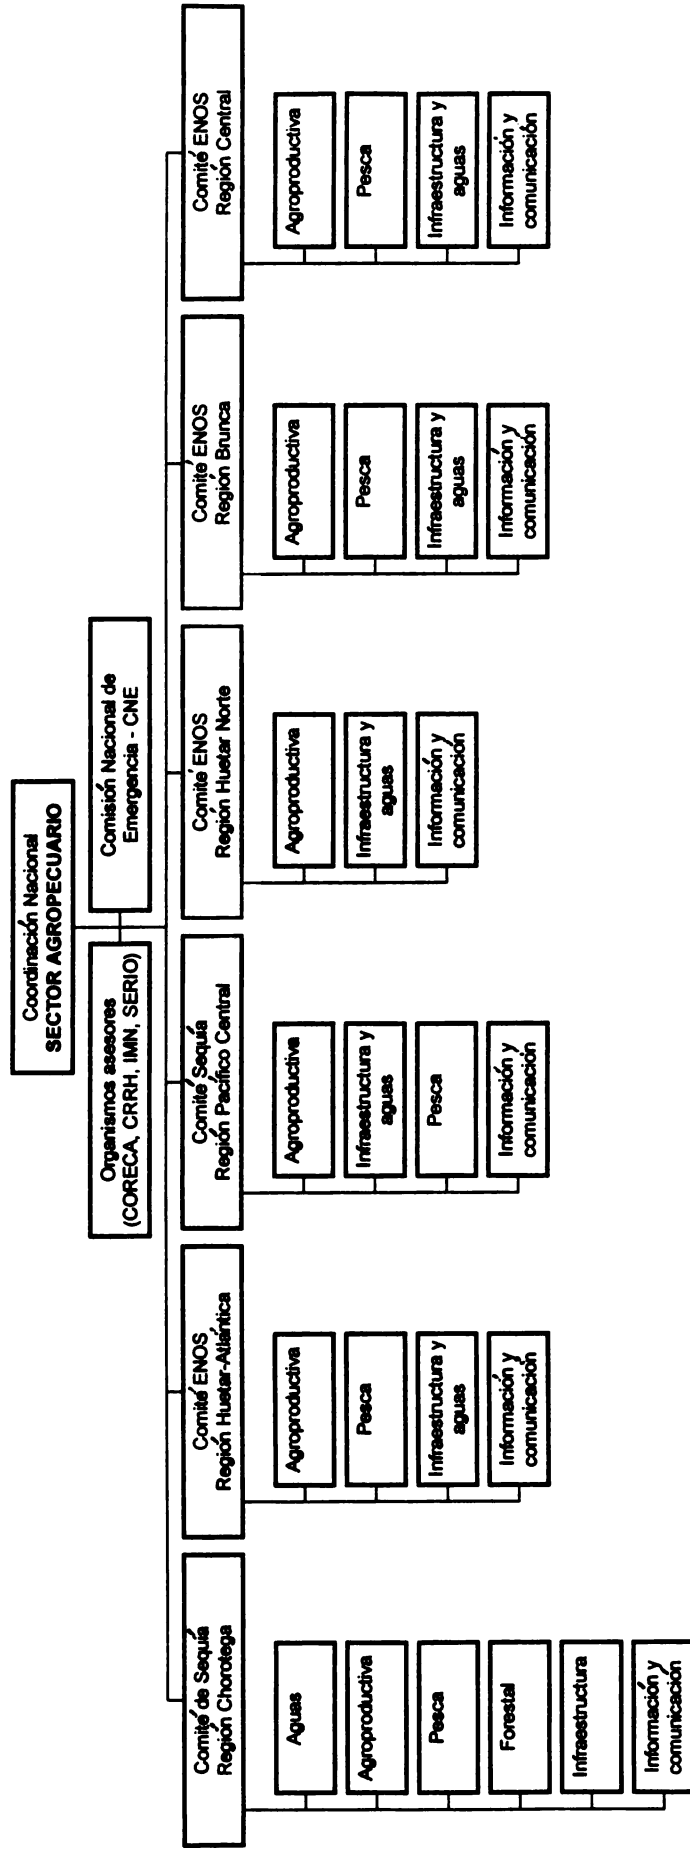 Coordinación Nacional
SECTOR AGROPECUARIO
Organismos asesores
(CORECA, CRRH, IMN, SERIO)
Comisión Nacional de
Emergencia - CNE
Comité de Sequía
Región Chorotega
Aguas
Agroproductiva
Pesca
Forestal
Infraestructura
Información y
comunicación
Comité ENOS
Región Huetar-Atlántica
Agroproductiva
Pesca
Infraestructura y
aguas
Información y
comunicación
Comité Sequía
Región Pacífico Central
Agroproductiva
Infraestructura y
aguas
Pesca
Información y
comunicación
Comité ENOS
Región Huetar Norte
Agroproductiva
Infraestructura y
aguas
Información y
comunicación
Comité ENOS
Región Brunca
Agroproductiva
Pesca
Infraestructura y
aguas
Información y
comunicación
Comité ENOS
Región Central
Agroproductiva
Pesca
Infraestructura y
aguas
Información y
comunicación